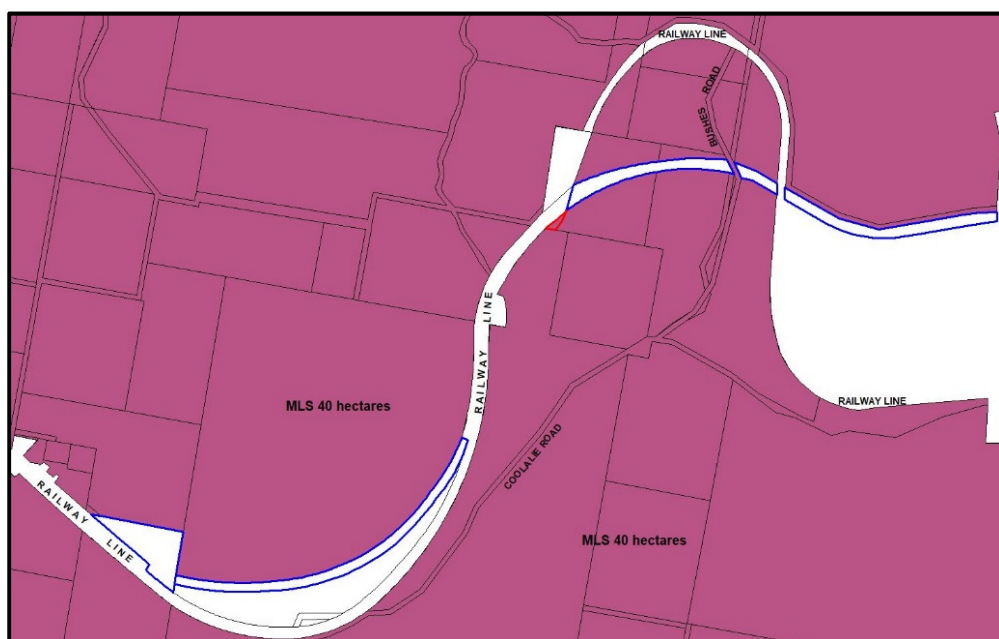 RAILWAY LINE
BUSHES ROAD
RAILWAY LINE
RAILWAY LINE
MLS 40 hectares
COOLALIE ROAD
RAILWAY LINE
MLS 40 hectares